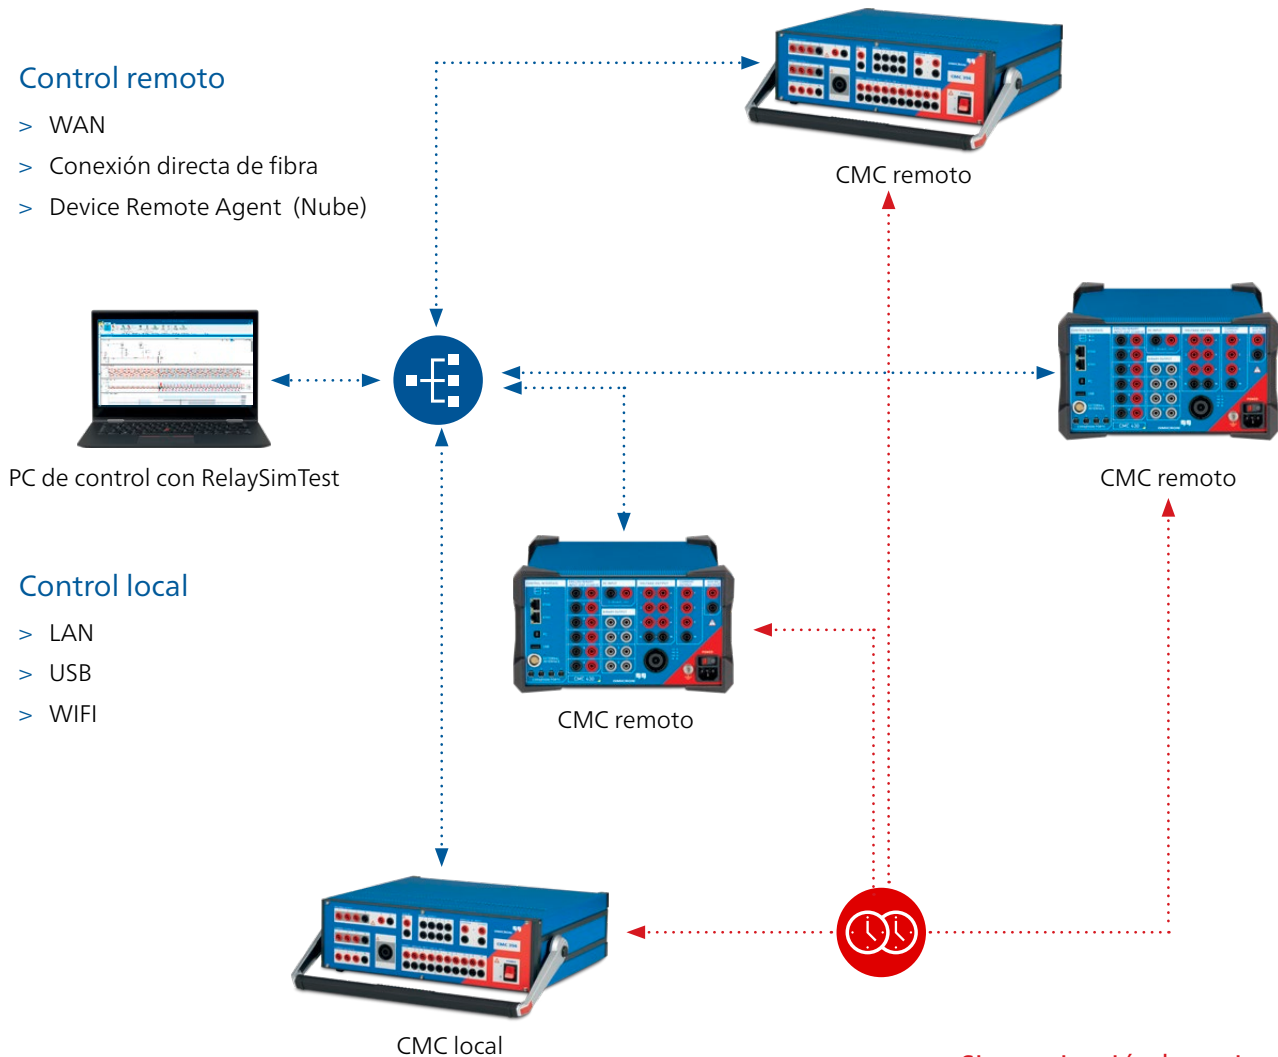 Control remoto
> WAN
> Conexión directa de fibra
> Device Remote Agent (Nube)
CMC remoto
PC de control con RelaySimTest
CMC remoto
Control local
> LAN
> USB
> WIFI
CMC remoto
CMC local